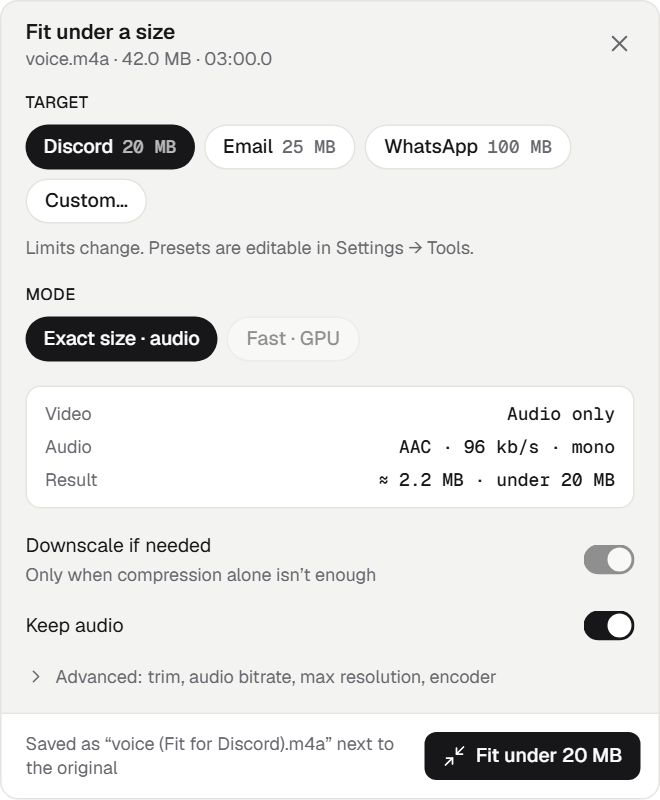 Fit under a size
voice.m4a · 42.0 MB · 03:00.0
TARGET
Discord 20 MB
Email 25 MB
WhatsApp 100 MB
Custom…
Limits change. Presets are editable in Settings → Tools.
MODE
Exact size · audio
Fast · GPU
Video Audio only
Audio AAC · 96 kb/s · mono
Result ≈ 2.2 MB · under 20 MB
Downscale if needed
Only when compression alone isn’t enough
Keep audio
Advanced: trim, audio bitrate, max resolution, encoder
Saved as “voice (Fit for Discord).m4a” next to
the original
Fit under 20 MB